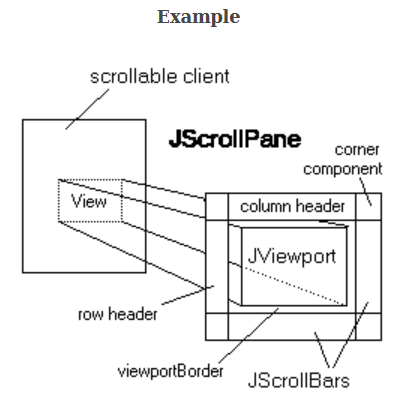 Example
scrollable client
JScrollPane
corner
component
View
column header
JViewport
row header
viewportBorder
JScrollBars